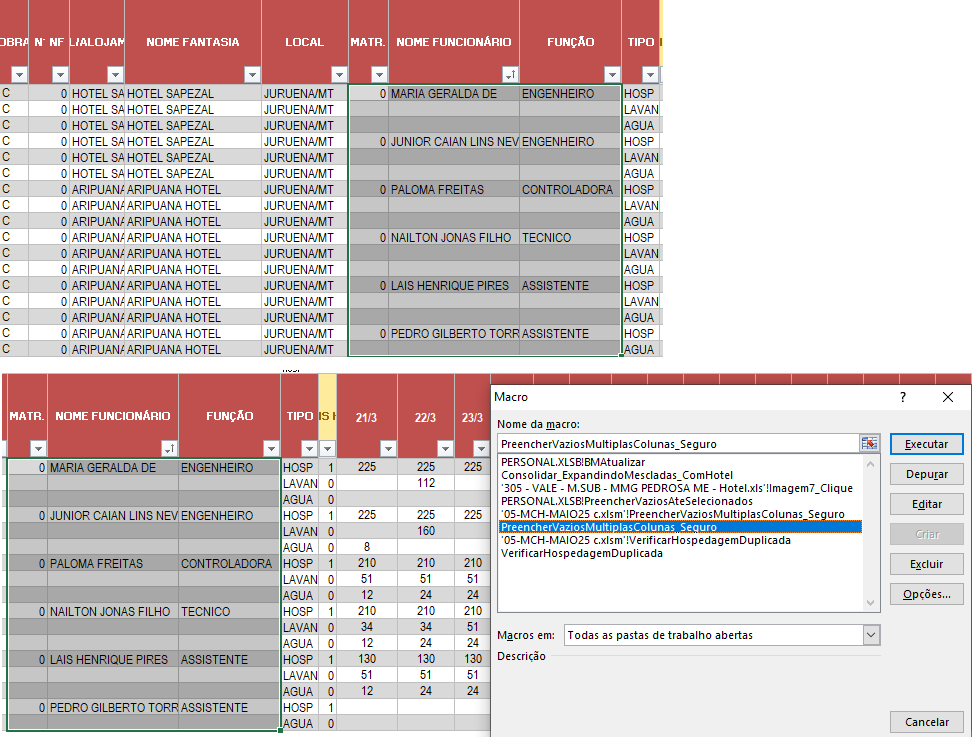 OBRA N° NF L/ALOJAM NOME FANTASIA LOCAL MATR. NOME FUNCIONÁRIO FUNÇÃO TIPO
C 0 HOTEL SA HOTEL SAPEZAL JURUENA/MT 0 MARIA GERALDA DE ENGENHEIRO HOSP
C 0 HOTEL SA HOTEL SAPEZAL JURUENA/MT LAVAN
C 0 HOTEL SA HOTEL SAPEZAL JURUENA/MT AGUA
C 0 HOTEL SA HOTEL SAPEZAL JURUENA/MT 0 JUNIOR CAIAN LINS NEV ENGENHEIRO HOSP
C 0 HOTEL SA HOTEL SAPEZAL JURUENA/MT LAVAN
C 0 HOTEL SA HOTEL SAPEZAL JURUENA/MT AGUA
C 0 ARIPUANA ARIPUANA HOTEL JURUENA/MT 0 PALOMA FREITAS CONTROLADORA HOSP
C 0 ARIPUANA ARIPUANA HOTEL JURUENA/MT LAVAN
C 0 ARIPUANA ARIPUANA HOTEL JURUENA/MT AGUA
C 0 ARIPUANA ARIPUANA HOTEL JURUENA/MT 0 NAILTON JONAS FILHO TECNICO HOSP
C 0 ARIPUANA ARIPUANA HOTEL JURUENA/MT LAVAN
C 0 ARIPUANA ARIPUANA HOTEL JURUENA/MT AGUA
C 0 ARIPUANA ARIPUANA HOTEL JURUENA/MT 0 LAIS HENRIQUE PIRES ASSISTENTE HOSP
C 0 ARIPUANA ARIPUANA HOTEL JURUENA/MT LAVAN
C 0 ARIPUANA ARIPUANA HOTEL JURUENA/MT AGUA
C 0 ARIPUANA ARIPUANA HOTEL JURUENA/MT 0 PEDRO GILBERTO TORR ASSISTENTE HOSP
C 0 ARIPUANA ARIPUANA HOTEL JURUENA/MT AGUA
MATR. NOME FUNCIONÁRIO FUNÇÃO TIPO IS H 21/3 22/3 23/3
0 MARIA GERALDA DE ENGENHEIRO HOSP 1 225 225 225
LAVAN 0 112
AGUA 0
0 JUNIOR CAIAN LINS NEV ENGENHEIRO HOSP 1 225 225 225
LAVAN 0 160
AGUA 0 8
0 PALOMA FREITAS CONTROLADORA HOSP 1 210 210 210
LAVAN 0 51 51 51
AGUA 0 12 24 24
0 NAILTON JONAS FILHO TECNICO HOSP 1 210 210 210
LAVAN 0 34 34 51
AGUA 0 12 24 24
0 LAIS HENRIQUE PIRES ASSISTENTE HOSP 1 130 130 130
LAVAN 0 51 51 51
AGUA 0 12 24 24
0 PEDRO GILBERTO TORR ASSISTENTE HOSP 1
AGUA 0
Macro ?
Nome da macro:
PreencherVaziosMultiplasColunas_Seguro
PERSONAL.XLSB!BMAtualizar
Consolidar_ExpandindoMescladas_ComHotel
'305 - VALE - M.SUB - MMG PEDROSA ME - Hotel.xls'!Imagem7_Clique
PERSONAL.XLSB!PreencherVaziosAteSelecionados
'05-MCH-MAIO25 c.xlsm'!PreencherVaziosMultiplasColunas_Seguro
PreencherVaziosMultiplasColunas_Seguro
'05-MCH-MAIO25 c.xlsm'!VerificarHospedagemDuplicada
VerificarHospedagemDuplicada
Executar
Depurar
Editar
Criar
Excluir
Opções...
Macros em: Todas as pastas de trabalho abertas
Descrição
Cancelar